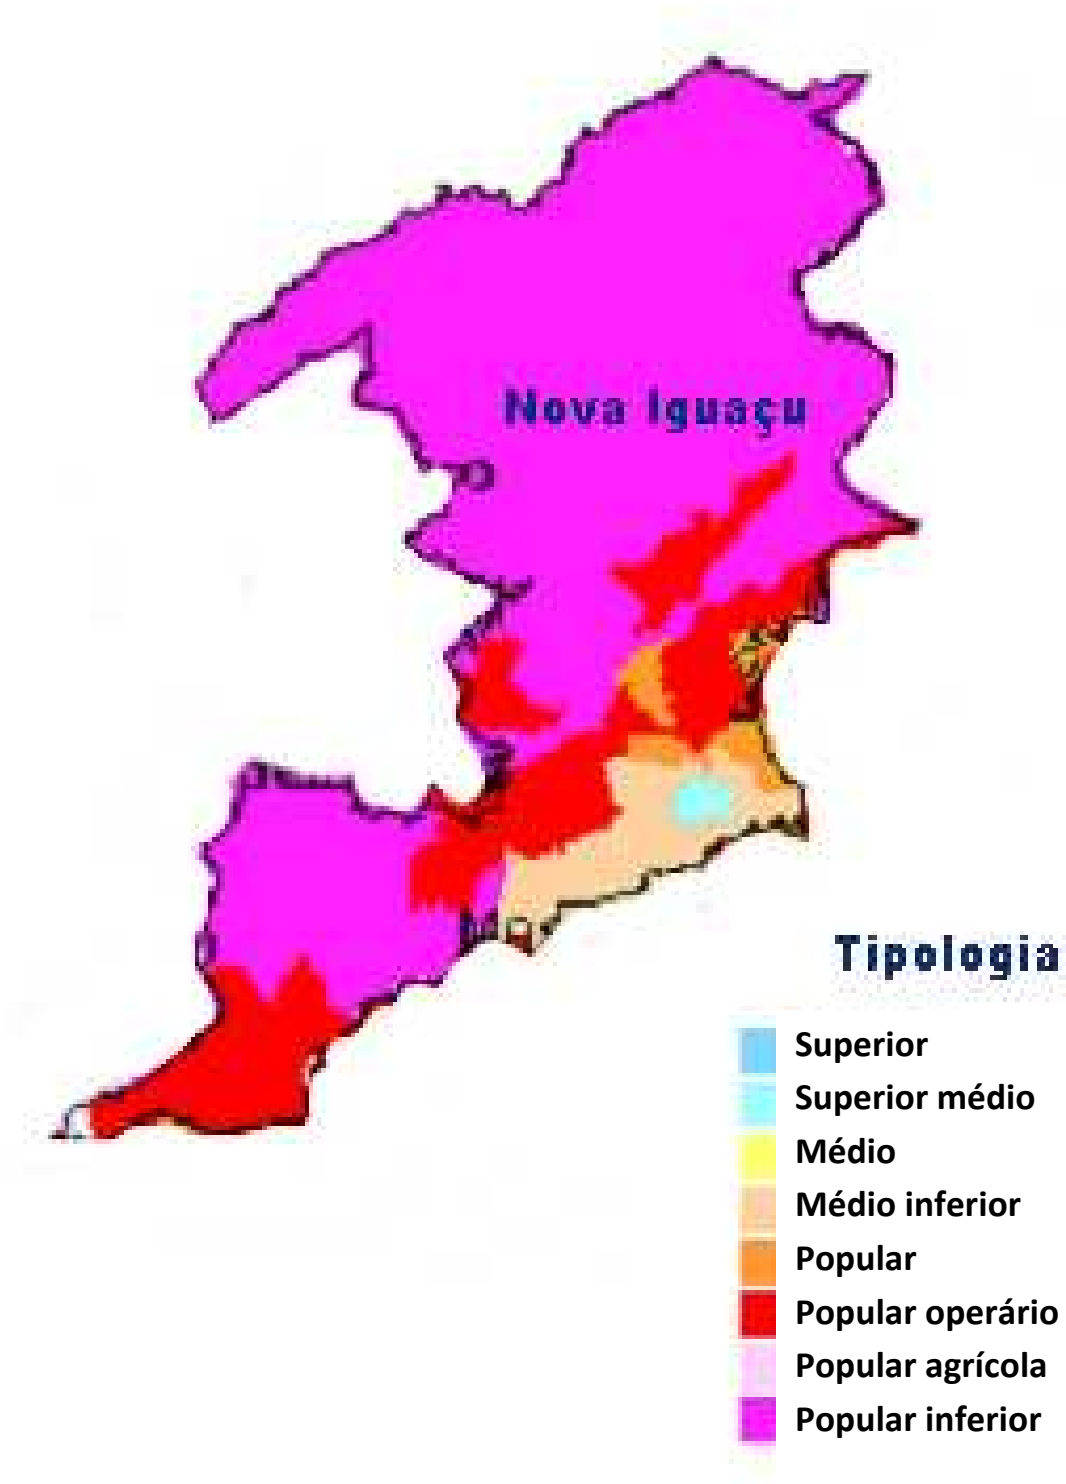 Nova Iguaçu
Tipologia
Superior
Superior médio
Médio
Médio inferior
Popular
Popular operário
Popular agrícola
Popular inferior